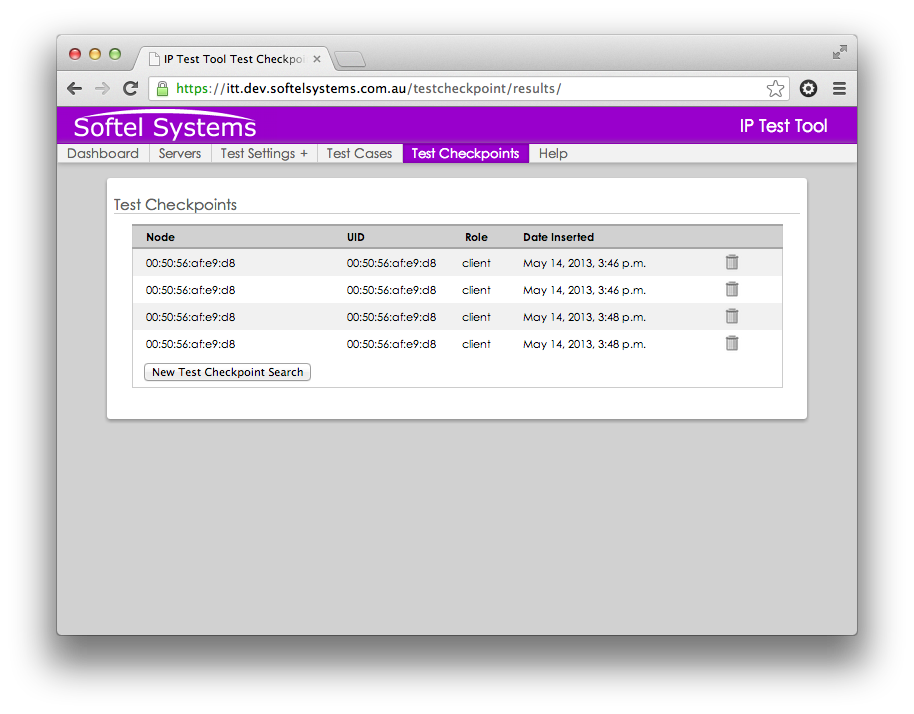 IP Test Tool Test Checkpoi
https://itt.dev.softelsystems.com.au/testcheckpoint/results/
Softel Systems IP Test Tool
Dashboard Servers Test Settings + Test Cases Test Checkpoints Help
Test Checkpoints
Node UID Role Date Inserted
00:50:56:af:e9:d8 00:50:56:af:e9:d8 client May 14, 2013, 3:46 p.m.
00:50:56:af:e9:d8 00:50:56:af:e9:d8 client May 14, 2013, 3:46 p.m.
00:50:56:af:e9:d8 00:50:56:af:e9:d8 client May 14, 2013, 3:48 p.m.
00:50:56:af:e9:d8 00:50:56:af:e9:d8 client May 14, 2013, 3:48 p.m.
New Test Checkpoint Search